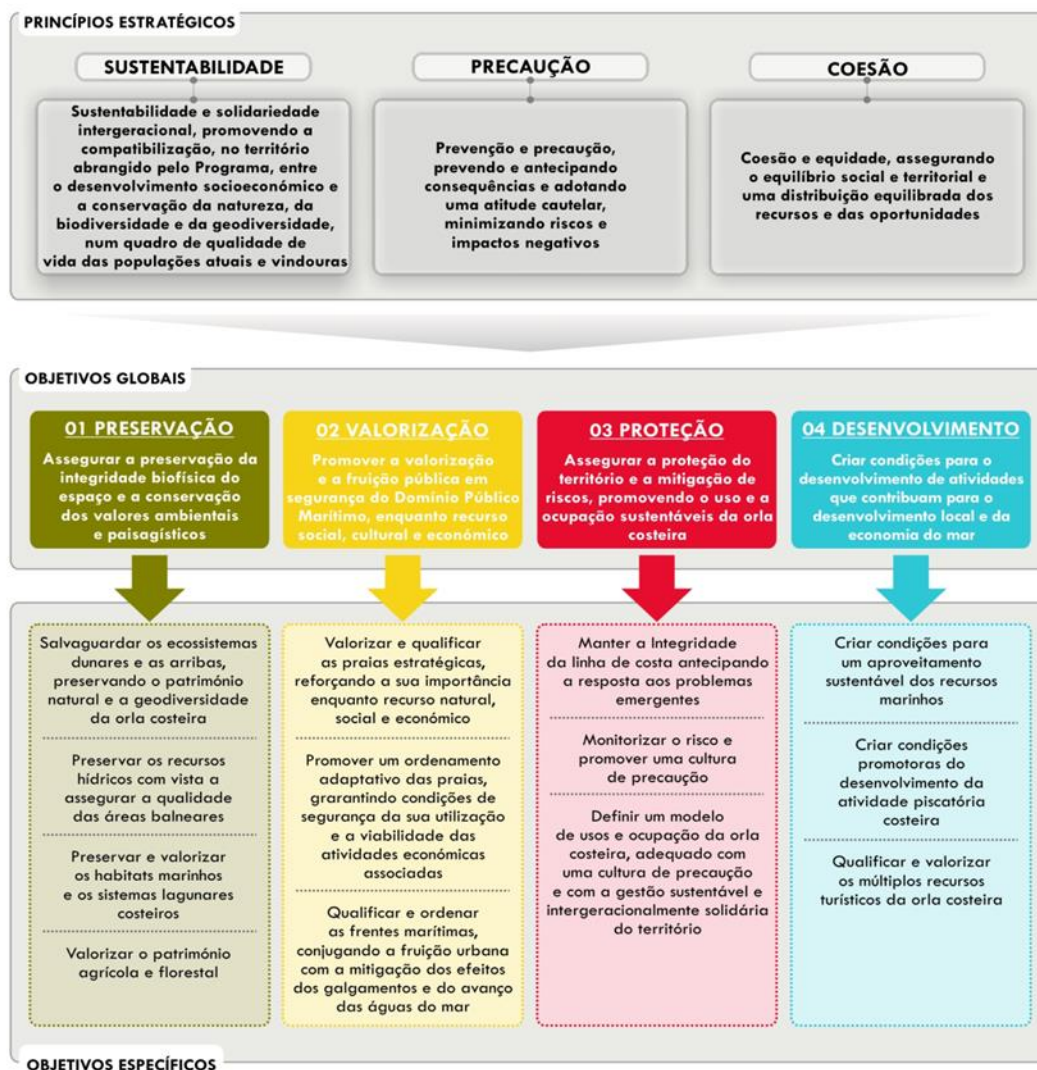 PRINCÍPIOS ESTRATÉGICOS
SUSTENTABILIDADE
Sustentabilidade e solidariedade
intergeracional, promovendo a
compatibilização, no território
abrangido pelo Programa, entre
o desenvolvimento socioeconómico e
a conservação da natureza, da
biodiversidade e da geodiversidade,
num quadro de qualidade de
vida das populações atuais e vindouras
PRECAUÇÃO
Prevenção e precaução,
prevendo e antecipando
consequências e adotando
uma atitude cautelar,
minimizando riscos e
impactos negativos
COESÃO
Coesão e equidade, assegurando
o equilíbrio social e territorial e
uma distribuição equilibrada dos
recursos e das oportunidades
OBJETIVOS GLOBAIS
01 PRESERVAÇÃO
Assegurar a preservação da
integridade biofísica do
espaço e a conservação
dos valores ambientais
e paisagísticos
02 VALORIZAÇÃO
Promover a valorização
e a fruição pública em
segurança do Domínio Público
Marítimo, enquanto recurso
social, cultural e económico
03 PROTEÇÃO
Assegurar a proteção do
território e a mitigação de
riscos, promovendo o uso e a
ocupação sustentáveis da orla
costeira
04 DESENVOLVIMENTO
Criar condições para o
desenvolvimento de atividades
que contribuam para o
desenvolvimento local e da
economia do mar
Salvaguardar os ecossistemas
dunares e as arribas,
preservando o património
natural e a geodiversidade
da orla costeira
Preservar os recursos
hídricos com vista a
assegurar a qualidade
das áreas balneares
Preservar e valorizar
os habitats marinhos
e os sistemas lagunares
costeiros
Valorizar o património
agrícola e florestal
Valorizar e qualificar
as praias estratégicas,
reforçando a sua importância
enquanto recurso natural,
social e económico
Promover um ordenamento
adaptativo das praias,
grarantindo condições de
segurança da sua utilização
e a viabilidade das
atividades económicas
associadas
Qualificar e ordenar
as frentes marítimas,
conjugando a fruição urbana
com a mitigação dos efeitos
dos galgamentos e do avanço
das águas do mar
Manter a Integridade
da linha de costa antecipando
a resposta aos problemas
emergentes
Monitorizar o risco e
promover uma cultura
de precaução
Definir um modelo
de usos e ocupação da orla
costeira, adequado com
uma cultura de precaução
e com a gestão sustentável e
intergeracionalmente solidária
do território
Criar condições para
um aproveitamento
sustentável dos recursos
marinhos
Criar condições
promotoras do
desenvolvimento da
atividade piscatória
costeira
Qualificar e valorizar
os múltiplos recursos
turísticos da orla costeira
OBJETIVOS ESPECÍFICOS